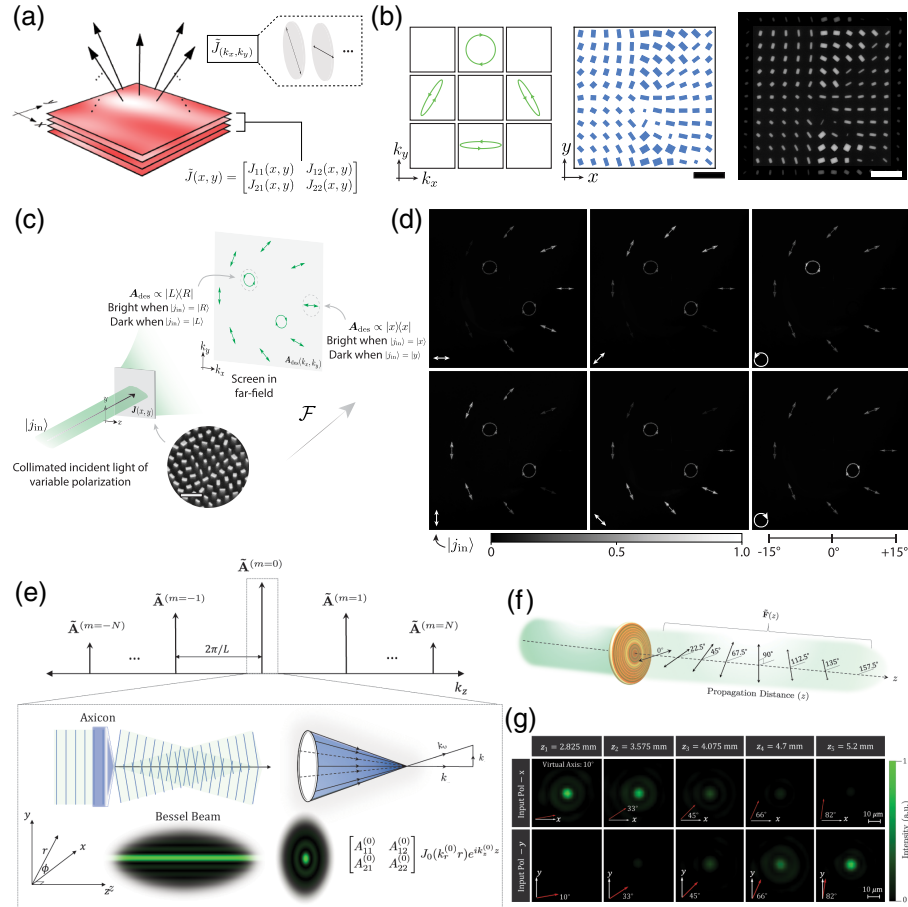 (a)
J̃(kx,ky)
...
x
y
J̃(x,y) = [J11(x,y) J12(x,y)
J21(x,y) J22(x,y)]
(b)
ky
kx
y
x
(c)
Ades ∝ |L⟩⟨R|
Bright when |jin⟩ = |R⟩
Dark when |jin⟩ = |L⟩
Ades ∝ |x⟩⟨x|
Bright when |jin⟩ = |x⟩
Dark when |jin⟩ = |y⟩
Ades(kx, ky)
ky
kx
Screen in
far-field
ℱ
J(x,y)
y
z
|jin⟩
Collimated incident light of
variable polarization
(d)
|jin⟩
0
0.5
1.0
-15°
0°
+15°
(e)
Ã(m=−N)
...
Ã(m=−1)
Ã(m=0)
Ã(m=1)
...
Ã(m=N)
2π/L
kz
Axicon
k
k
Bessel Beam
y
r
x
ϕ
z
z
[A11(0) A12(0)
A21(0) A22(0)] J0(kr(0)r)eikz(0)z
(f)
F̃(z)
0°
22.5°
45°
67.5°
90°
112.5°
135°
157.5°
z
Propagation Distance (z)
(g)
z1 = 2.825 mm
z2 = 3.575 mm
z3 = 4.075 mm
z4 = 4.7 mm
z5 = 5.2 mm
Input Pol − x
Virtual Axis: 10°
x
33°
x
45°
x
66°
x
82°
x
10 μm
Input Pol −y
y
10°
y
33°
y
45°
y
66°
y
82°
10 μm
1
Intensity (a.u.)
0